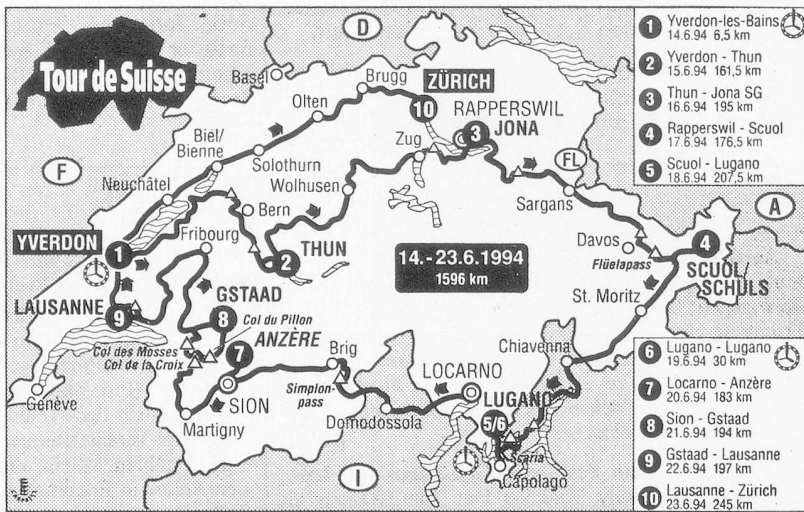 Tour de Suisse
D
F
FL
A
I
Basel
Brugg
ZÜRICH
10
Olten
RAPPERSWIL
JONA
3
Biel/
Bienne
Zug
Solothurn
Wolhusen
Neuchâtel
Bern
Sargans
YVERDON
1
Fribourg
THUN
2
14.-23.6.1994
1596 km
Davos
Flüelapass
4
SCUOL/
SCHULS
LAUSANNE
9
GSTAAD
8
Col du Pillon
ANZÈRE
7
St. Moritz
Col des Mosses
Col de la Croix
Brig
Chiavenna
LOCARNO
Simplon-
pass
LUGANO
5/6
Genève
SION
Martigny
Domodossola
Scaria
Capolago
1 Yverdon-les-Bains
14.6.94 6,5 km
2 Yverdon - Thun
15.6.94 161,5 km
3 Thun - Jona SG
16.6.94 195 km
4 Rapperswil - Scuol
17.6.94 176,5 km
5 Scuol - Lugano
18.6.94 207,5 km
6 Lugano - Lugano
19.6.94 30 km
7 Locarno - Anzère
20.6.94 183 km
8 Sion - Gstaad
21.6.94 194 km
9 Gstaad - Lausanne
22.6.94 197 km
10 Lausanne - Zürich
23.6.94 245 km